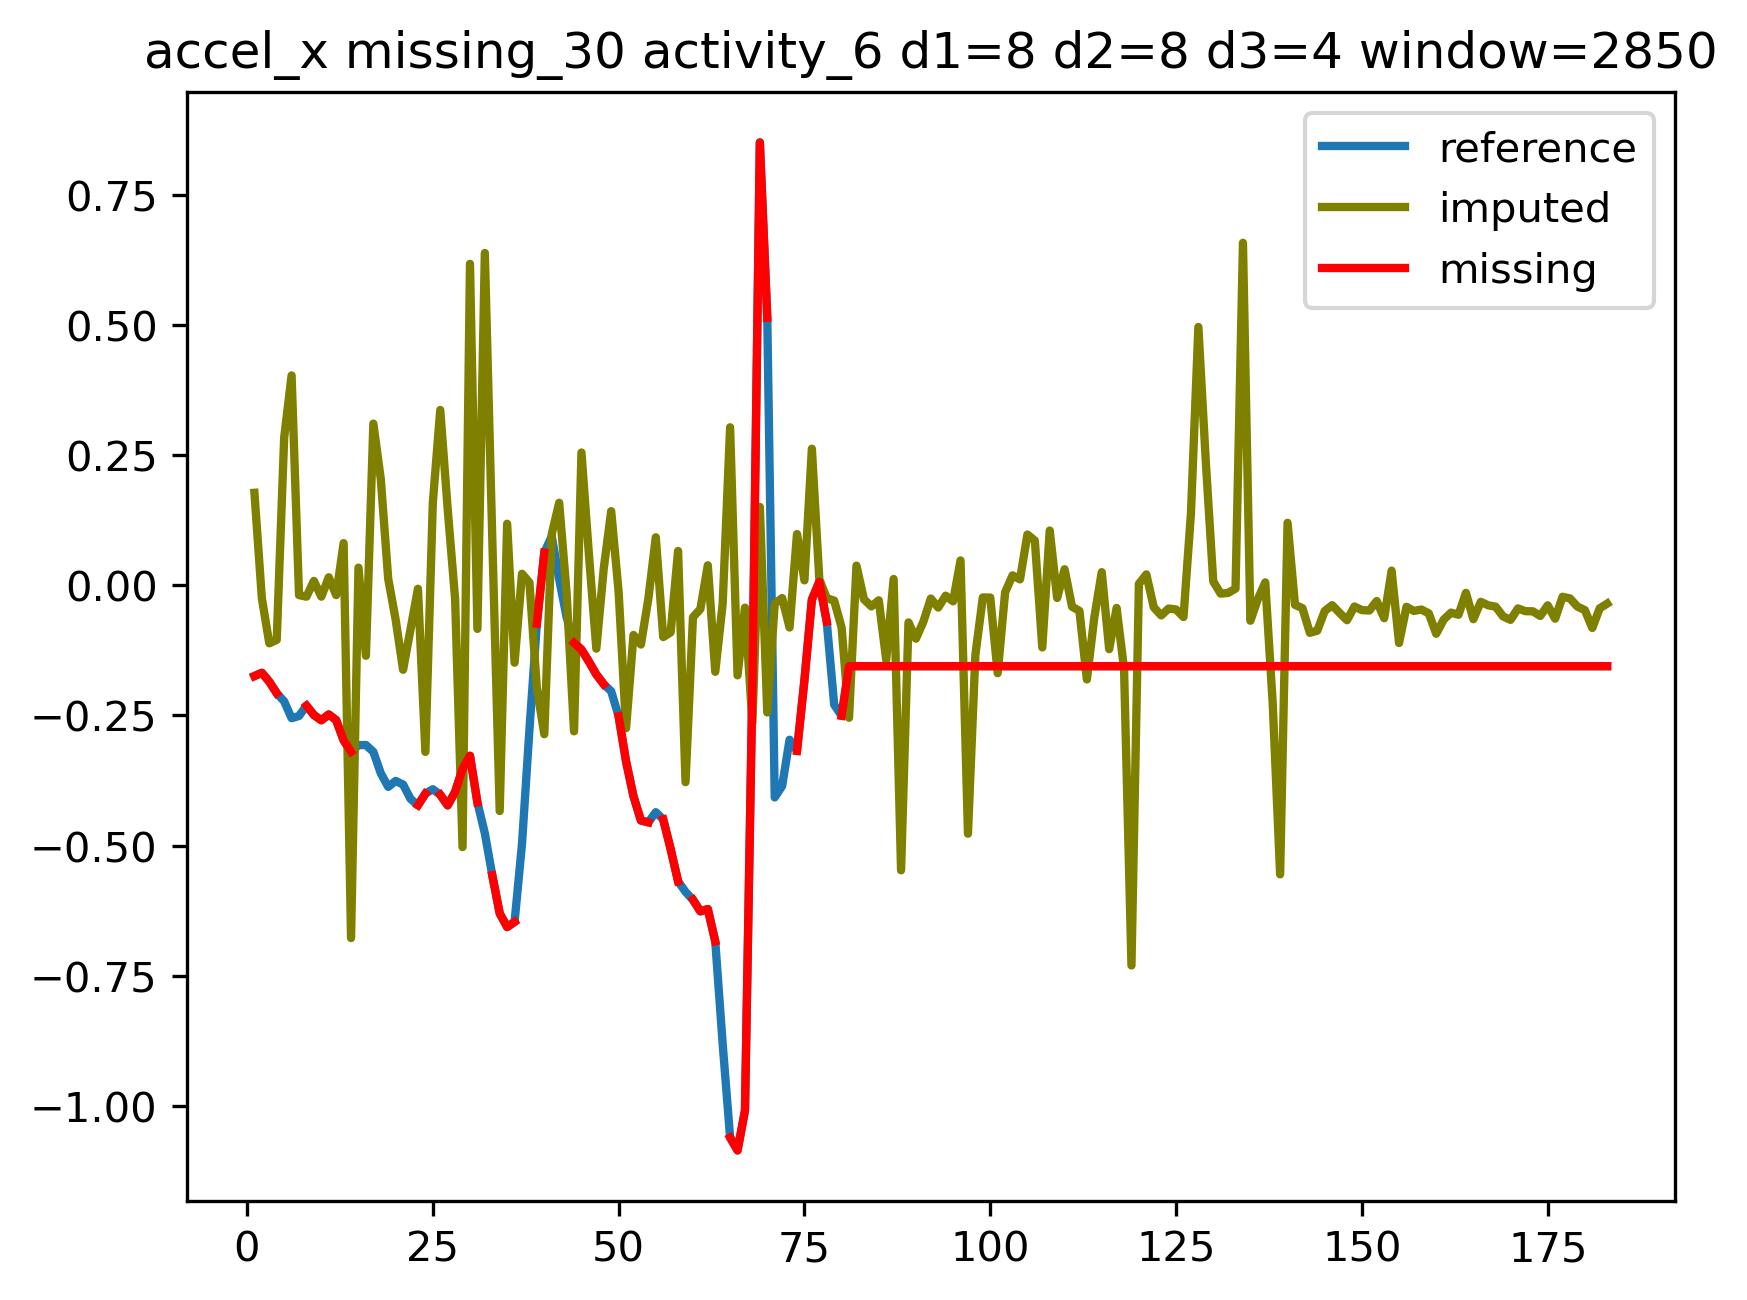 accel_x missing_30 activity_6 d1=8 d2=8 d3=4 window=2850
reference
imputed
missing
0.75
0.50
0.25
0.00
−0.25
−0.50
−0.75
−1.00
0 25 50 75 100 125 150 175